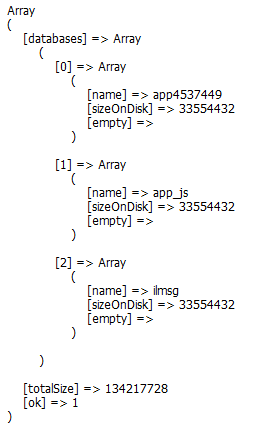 Array
(
[databases] => Array
(
[0] => Array
(
[name] => app4537449
[sizeOnDisk] => 33554432
[empty] =>
)
[1] => Array
(
[name] => app_js
[sizeOnDisk] => 33554432
[empty] =>
)
[2] => Array
(
[name] => ilmsg
[sizeOnDisk] => 33554432
[empty] =>
)
)
[totalSize] => 134217728
[ok] => 1
)